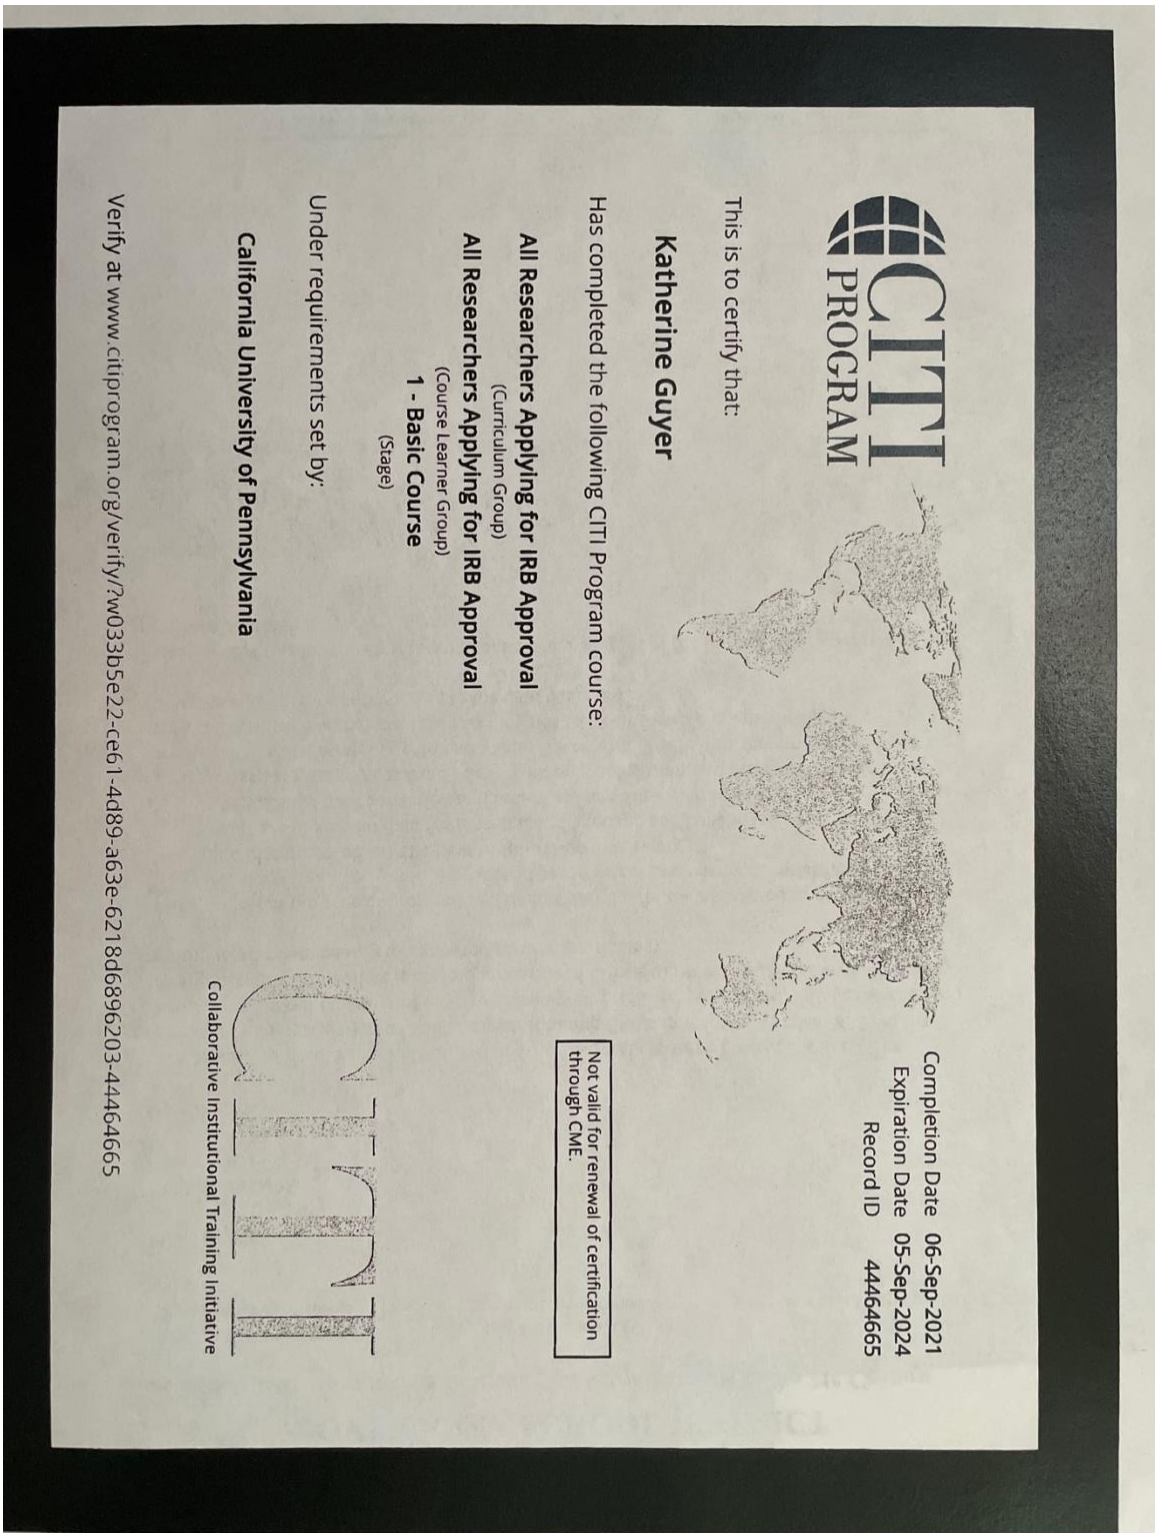 CITI
PROGRAM
Completion Date 06-Sep-2021
Expiration Date 05-Sep-2024
Record ID 44464665
This is to certify that:
Katherine Guyer
Has completed the following CITI Program course:
Not valid for renewal of certification
through CME.
All Researchers Applying for IRB Approval
(Curriculum Group)
All Researchers Applying for IRB Approval
(Course Learner Group)
1 - Basic Course
(Stage)
Under requirements set by:
California University of Pennsylvania
CITI
Collaborative Institutional Training Initiative
Verify at www.citiprogram.org/verify/?w033b5e22-ce61-4d89-a63e-6218d6896203-44464665